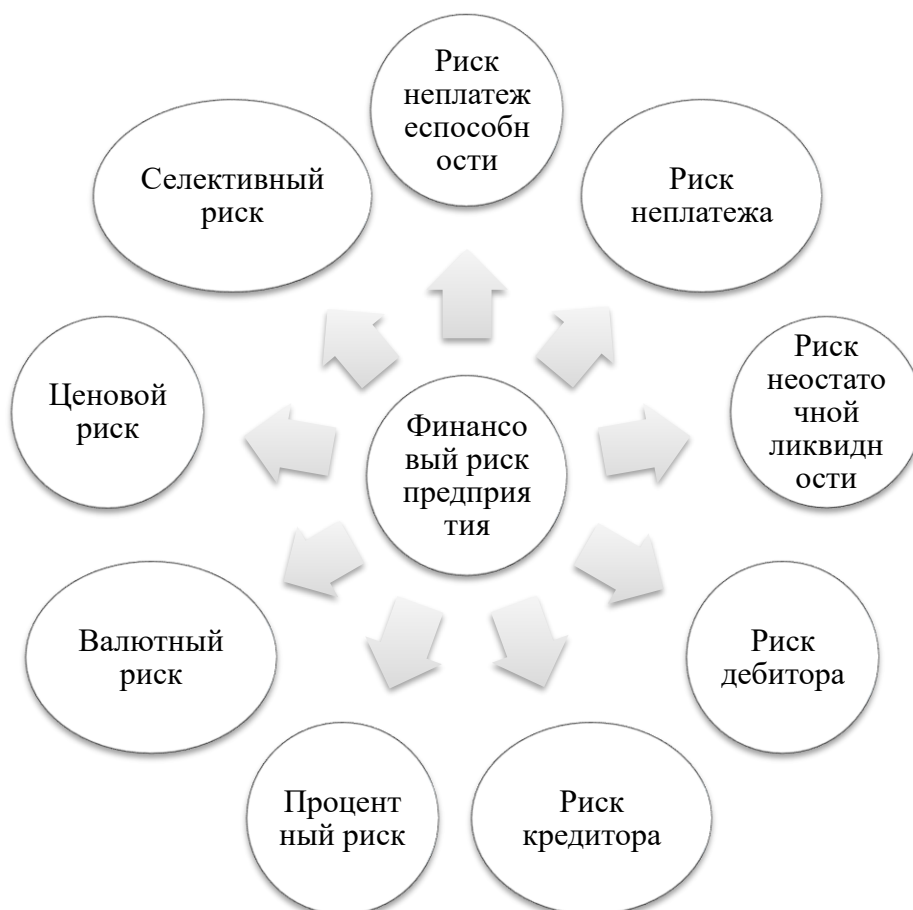 Риск
неплатеж
еспособн
ости
Риск
неплатежа
Риск
неостато
чной
ликвидн
ости
Риск
дебитора
Риск
кредитора
Процент
ный риск
Валютный
риск
Ценовой
риск
Селективный
риск
Финансо
вый риск
предприя
тия